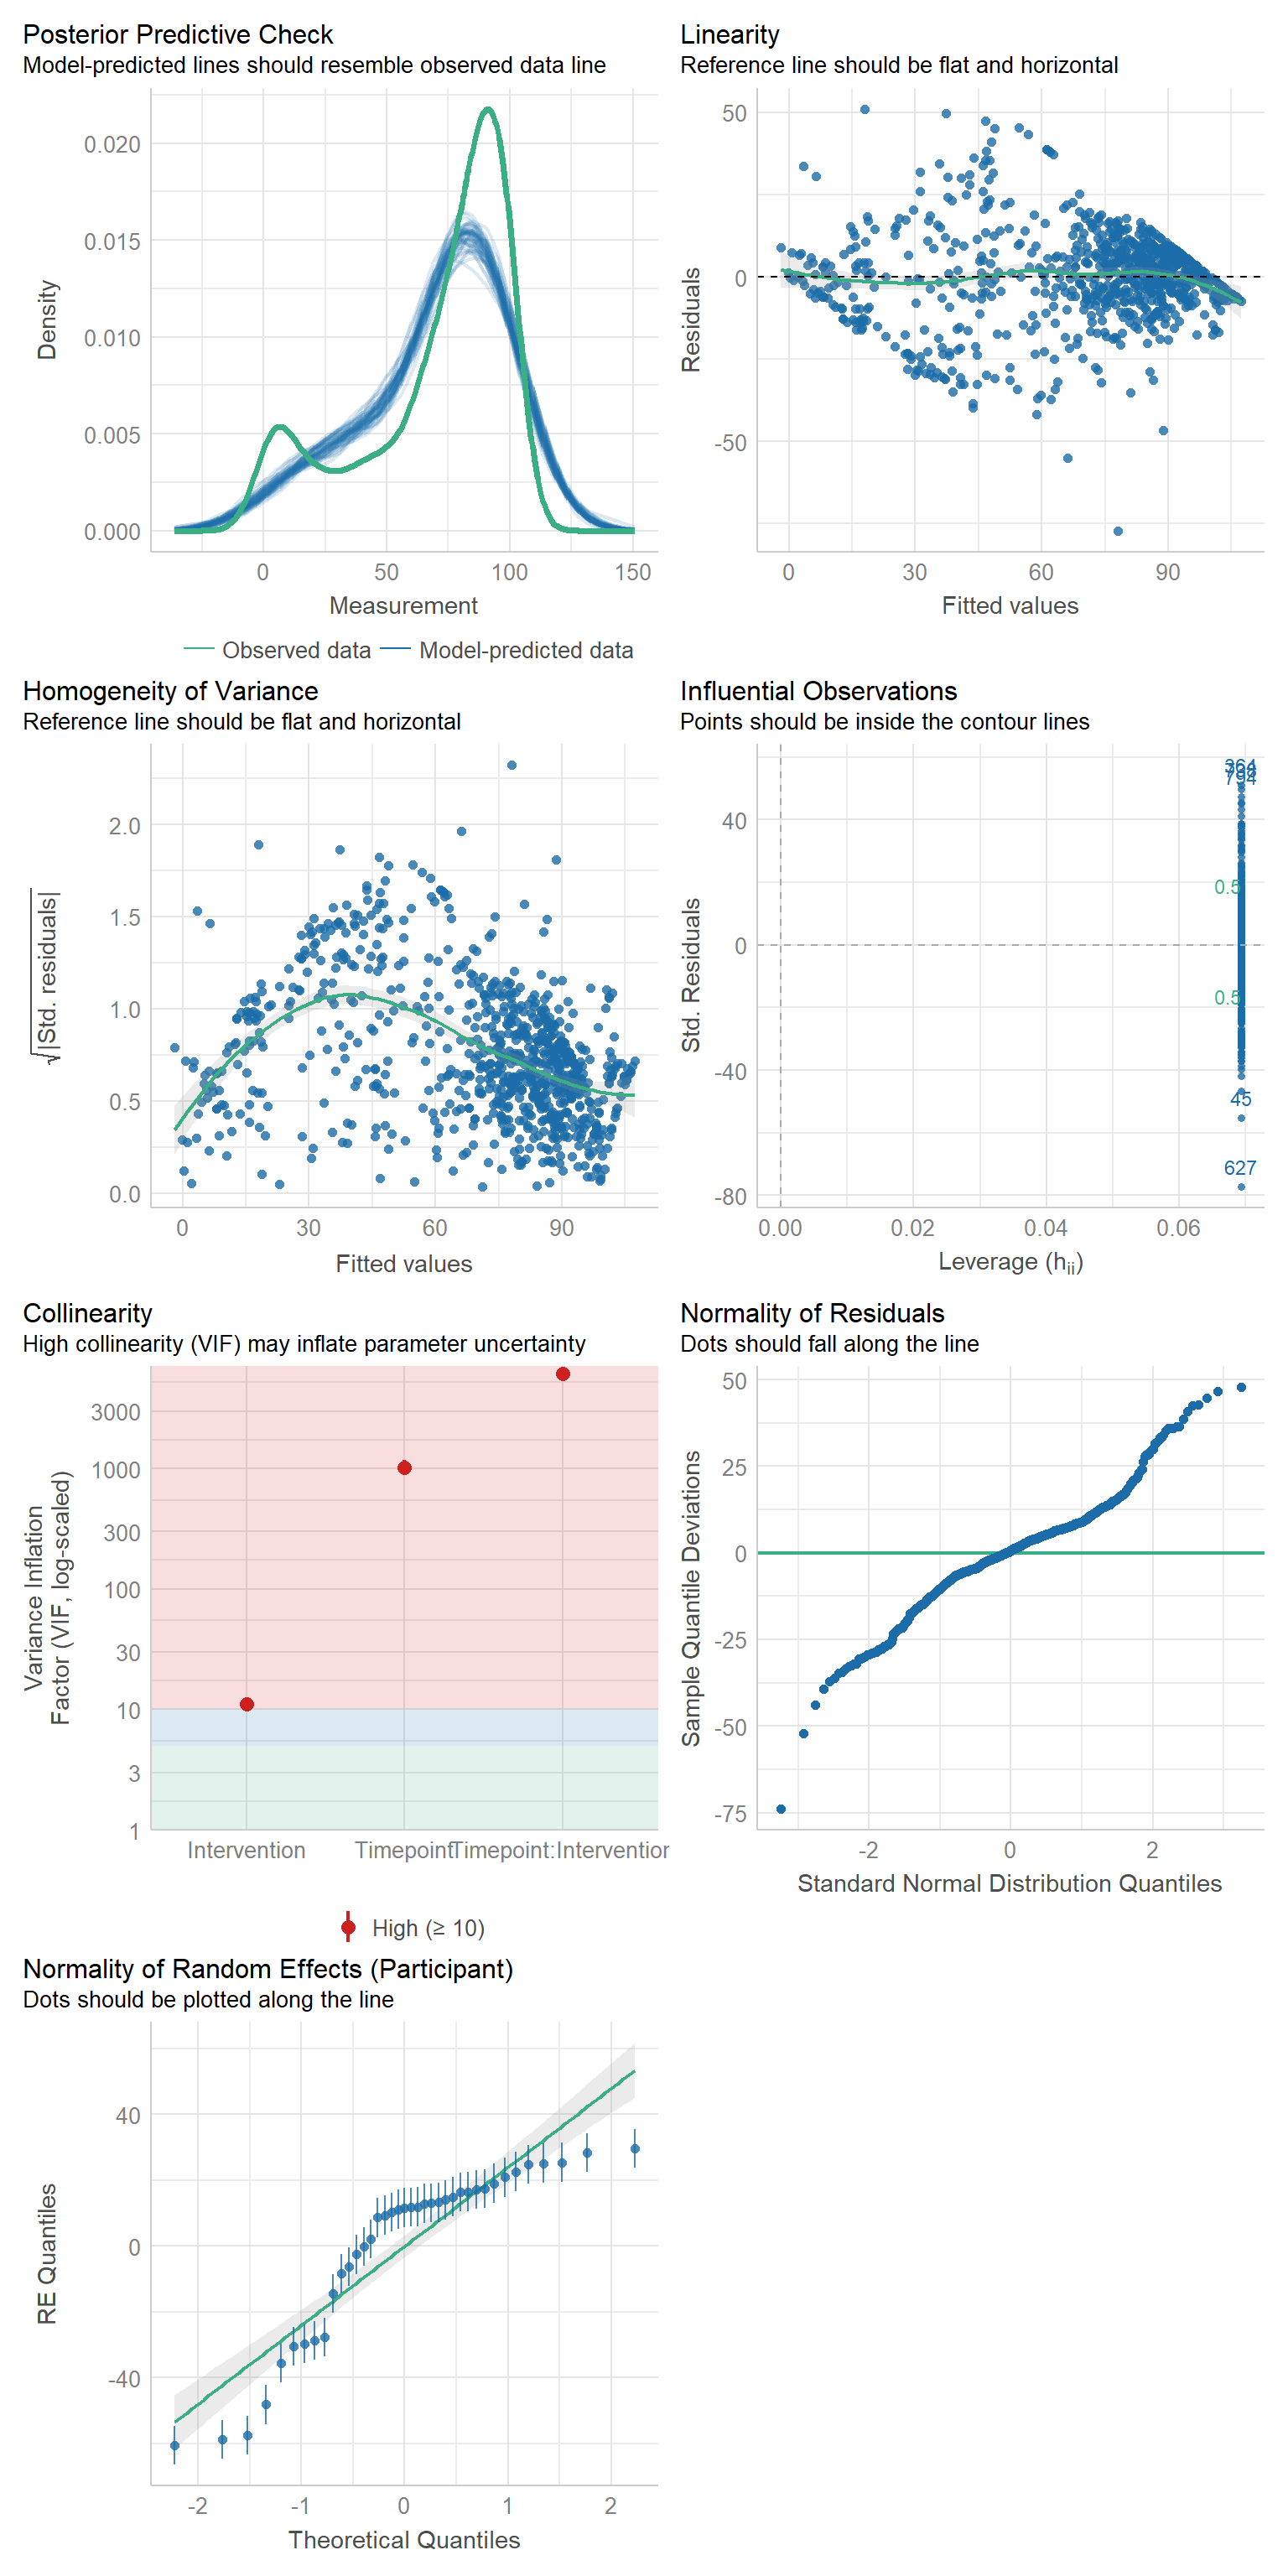 Posterior Predictive Check
Model-predicted lines should resemble observed data line
Density
0.020
0.015
0.010
0.005
0.000
0
50
100
150
Measurement
Observed data
Model-predicted data
Linearity
Reference line should be flat and horizontal
Residuals
50
0
-50
0
30
60
90
Fitted values
Homogeneity of Variance
Reference line should be flat and horizontal
√|Std. residuals|
2.0
1.5
1.0
0.5
0.0
0
30
60
90
Fitted values
Influential Observations
Points should be inside the contour lines
Std. Residuals
40
0
-40
-80
364
794
0.5
0.5
45
627
0.00
0.02
0.04
0.06
Leverage (hii)
Collinearity
High collinearity (VIF) may inflate parameter uncertainty
Variance Inflation
Factor (VIF, log-scaled)
3000
1000
300
100
30
10
3
1
Intervention
Timepoint
Timepoint:Intervention
High (≥ 10)
Normality of Residuals
Dots should fall along the line
Sample Quantile Deviations
50
25
0
-25
-50
-75
-2
0
2
Standard Normal Distribution Quantiles
Normality of Random Effects (Participant)
Dots should be plotted along the line
RE Quantiles
40
0
-40
-2
-1
0
1
2
Theoretical Quantiles